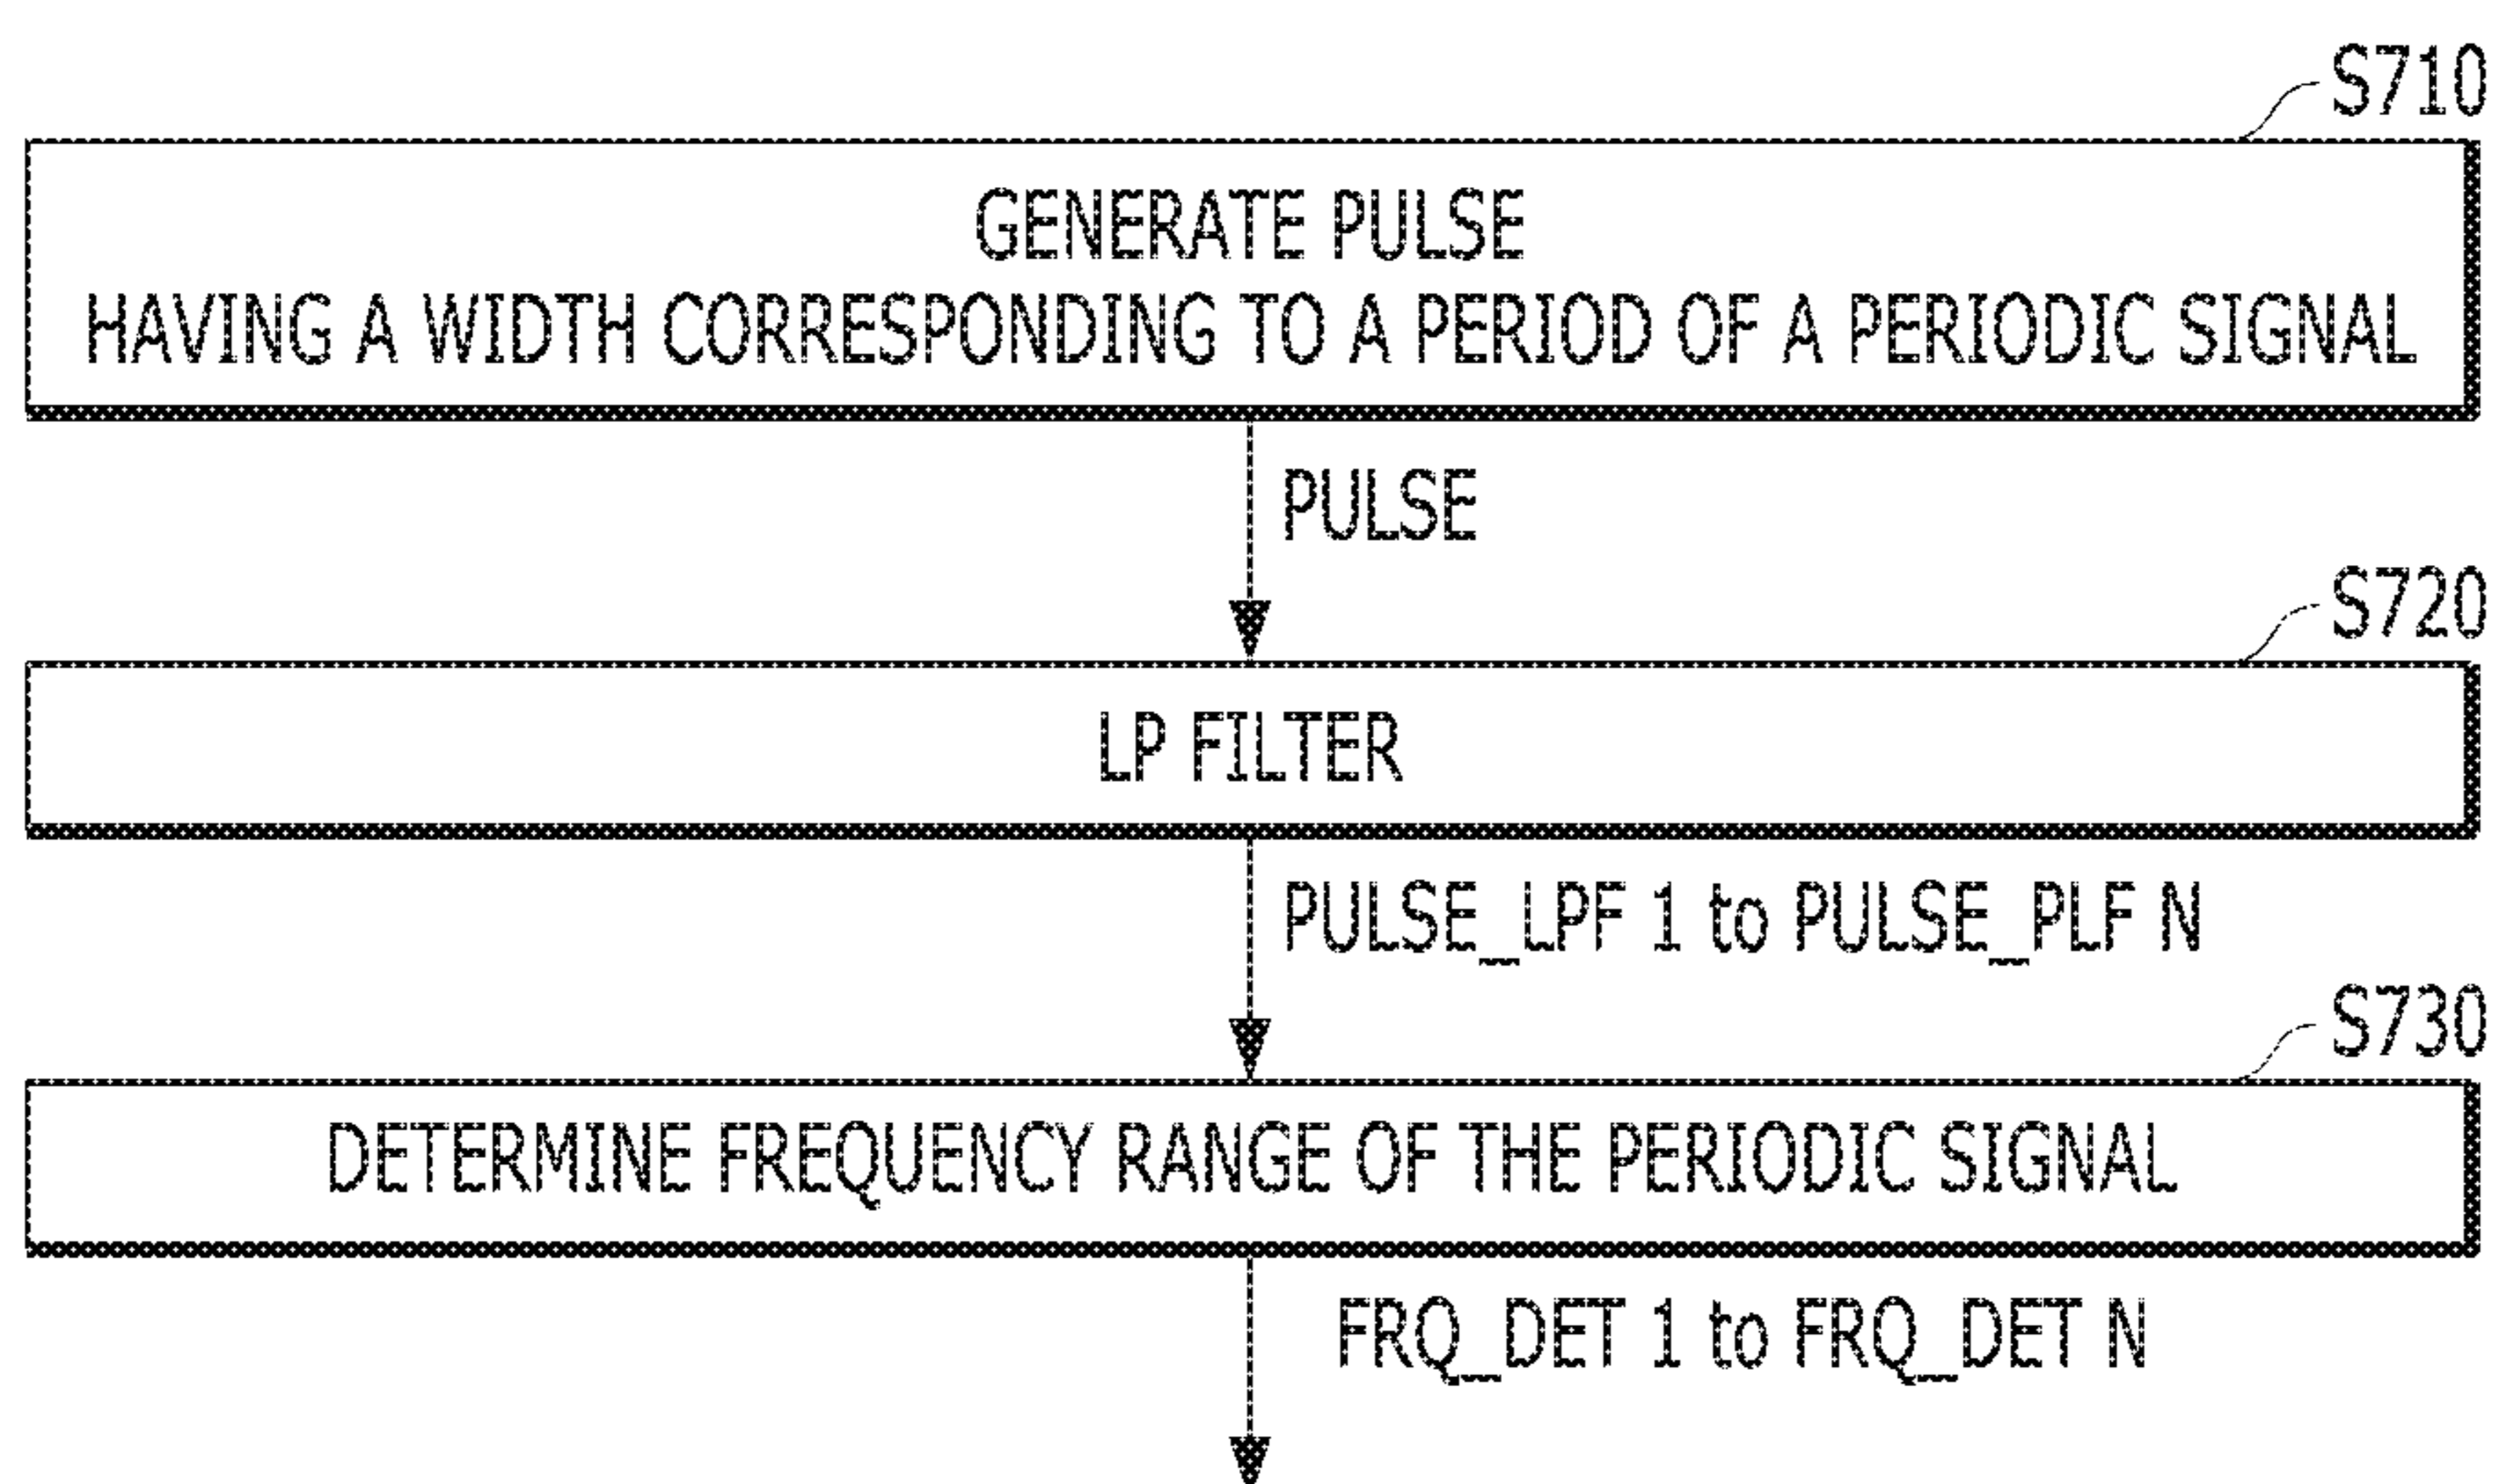 S710
GENERATE PULSE
HAVING A WIDTH CORRESPONDING TO A PERIOD OF A PERIODIC SIGNAL
PULSE
S720
LP FILTER
PULSE_LPF 1 to PULSE_PLF N
S730
DETERMINE FREQUENCY RANGE OF THE PERIODIC SIGNAL
FRQ_DET 1 to FRQ_DET N